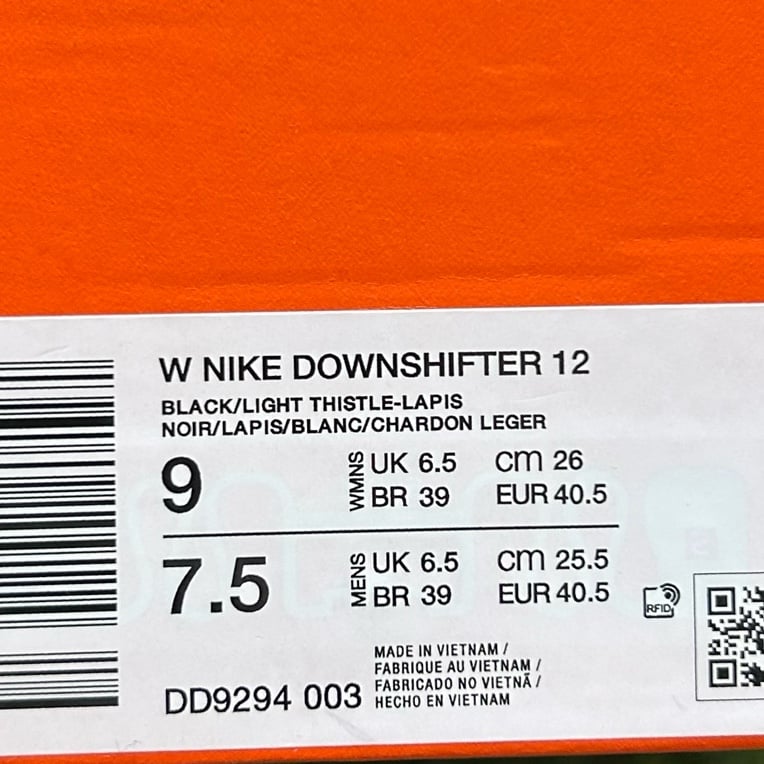 W NIKE DOWNSHIFTER 12
BLACK/LIGHT THISTLE-LAPIS
NOIR/LAPIS/BLANC/CHARDON LEGER
9 WMNS UK 6.5 CM 26
BR 39 EUR 40.5
7.5 MENS UK 6.5 CM 25.5
BR 39 EUR 40.5
RFID
MADE IN VIETNAM /
FABRIQUE AU VIETNAM /
FABRICADO NO VIETNÃ /
HECHO EN VIETNAM
DD9294 003